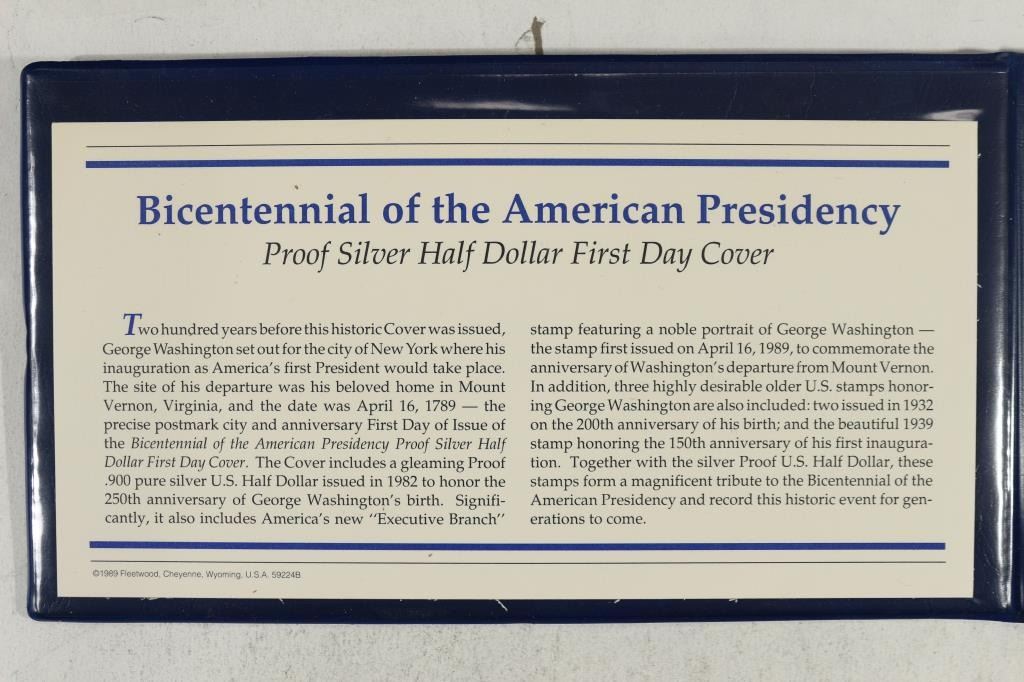 Bicentennial of the American Presidency
Proof Silver Half Dollar First Day Cover
Two hundred years before this historic Cover was issued,
George Washington set out for the city of New York where his
inauguration as America's first President would take place.
The site of his departure was his beloved home in Mount
Vernon, Virginia, and the date was April 16, 1789 — the
precise postmark city and anniversary First Day of Issue of
the Bicentennial of the American Presidency Proof Silver Half
Dollar First Day Cover. The Cover includes a gleaming Proof
.900 pure silver U.S. Half Dollar issued in 1982 to honor the
250th anniversary of George Washington's birth. Signifi-
cantly, it also includes America's new "Executive Branch"
stamp featuring a noble portrait of George Washington —
the stamp first issued on April 16, 1989, to commemorate the
anniversary of Washington's departure from Mount Vernon.
In addition, three highly desirable older U.S. stamps honor-
ing George Washington are also included: two issued in 1932
on the 200th anniversary of his birth; and the beautiful 1939
stamp honoring the 150th anniversary of his first inaugura-
tion. Together with the silver Proof U.S. Half Dollar, these
stamps form a magnificent tribute to the Bicentennial of the
American Presidency and record this historic event for gen-
erations to come.
©1989 Fleetwood, Cheyenne, Wyoming, U.S.A. 59224B